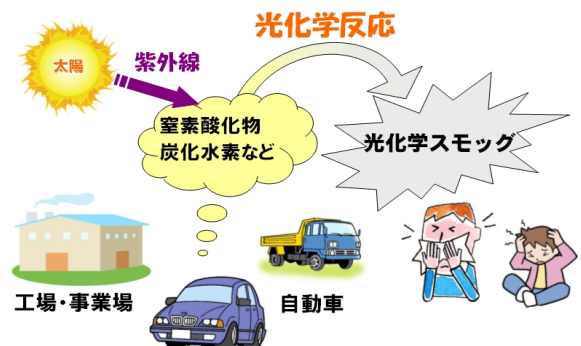 光化学反応
太陽
紫外線
窒素酸化物
炭化水素など
光化学スモッグ
工場・事業場
自動車